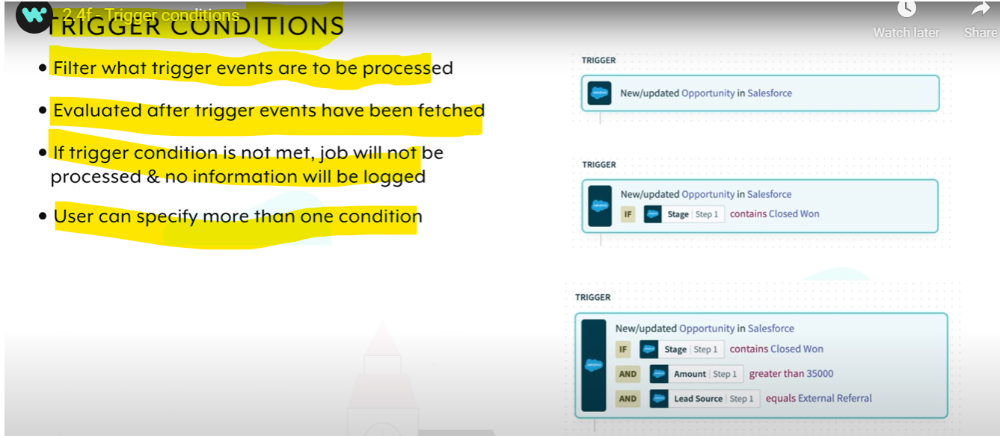 2.4f - Trigger conditions
Watch later
Share
TRIGGER CONDITIONS
• Filter what trigger events are to be processed
• Evaluated after trigger events have been fetched
• If trigger condition is not met, job will not be
processed & no information will be logged
• User can specify more than one condition
TRIGGER
New/updated Opportunity in Salesforce
TRIGGER
New/updated Opportunity in Salesforce
IF Stage | Step 1 contains Closed Won
TRIGGER
New/updated Opportunity in Salesforce
IF Stage | Step 1 contains Closed Won
AND Amount | Step 1 greater than 35000
AND Lead Source | Step 1 equals External Referral